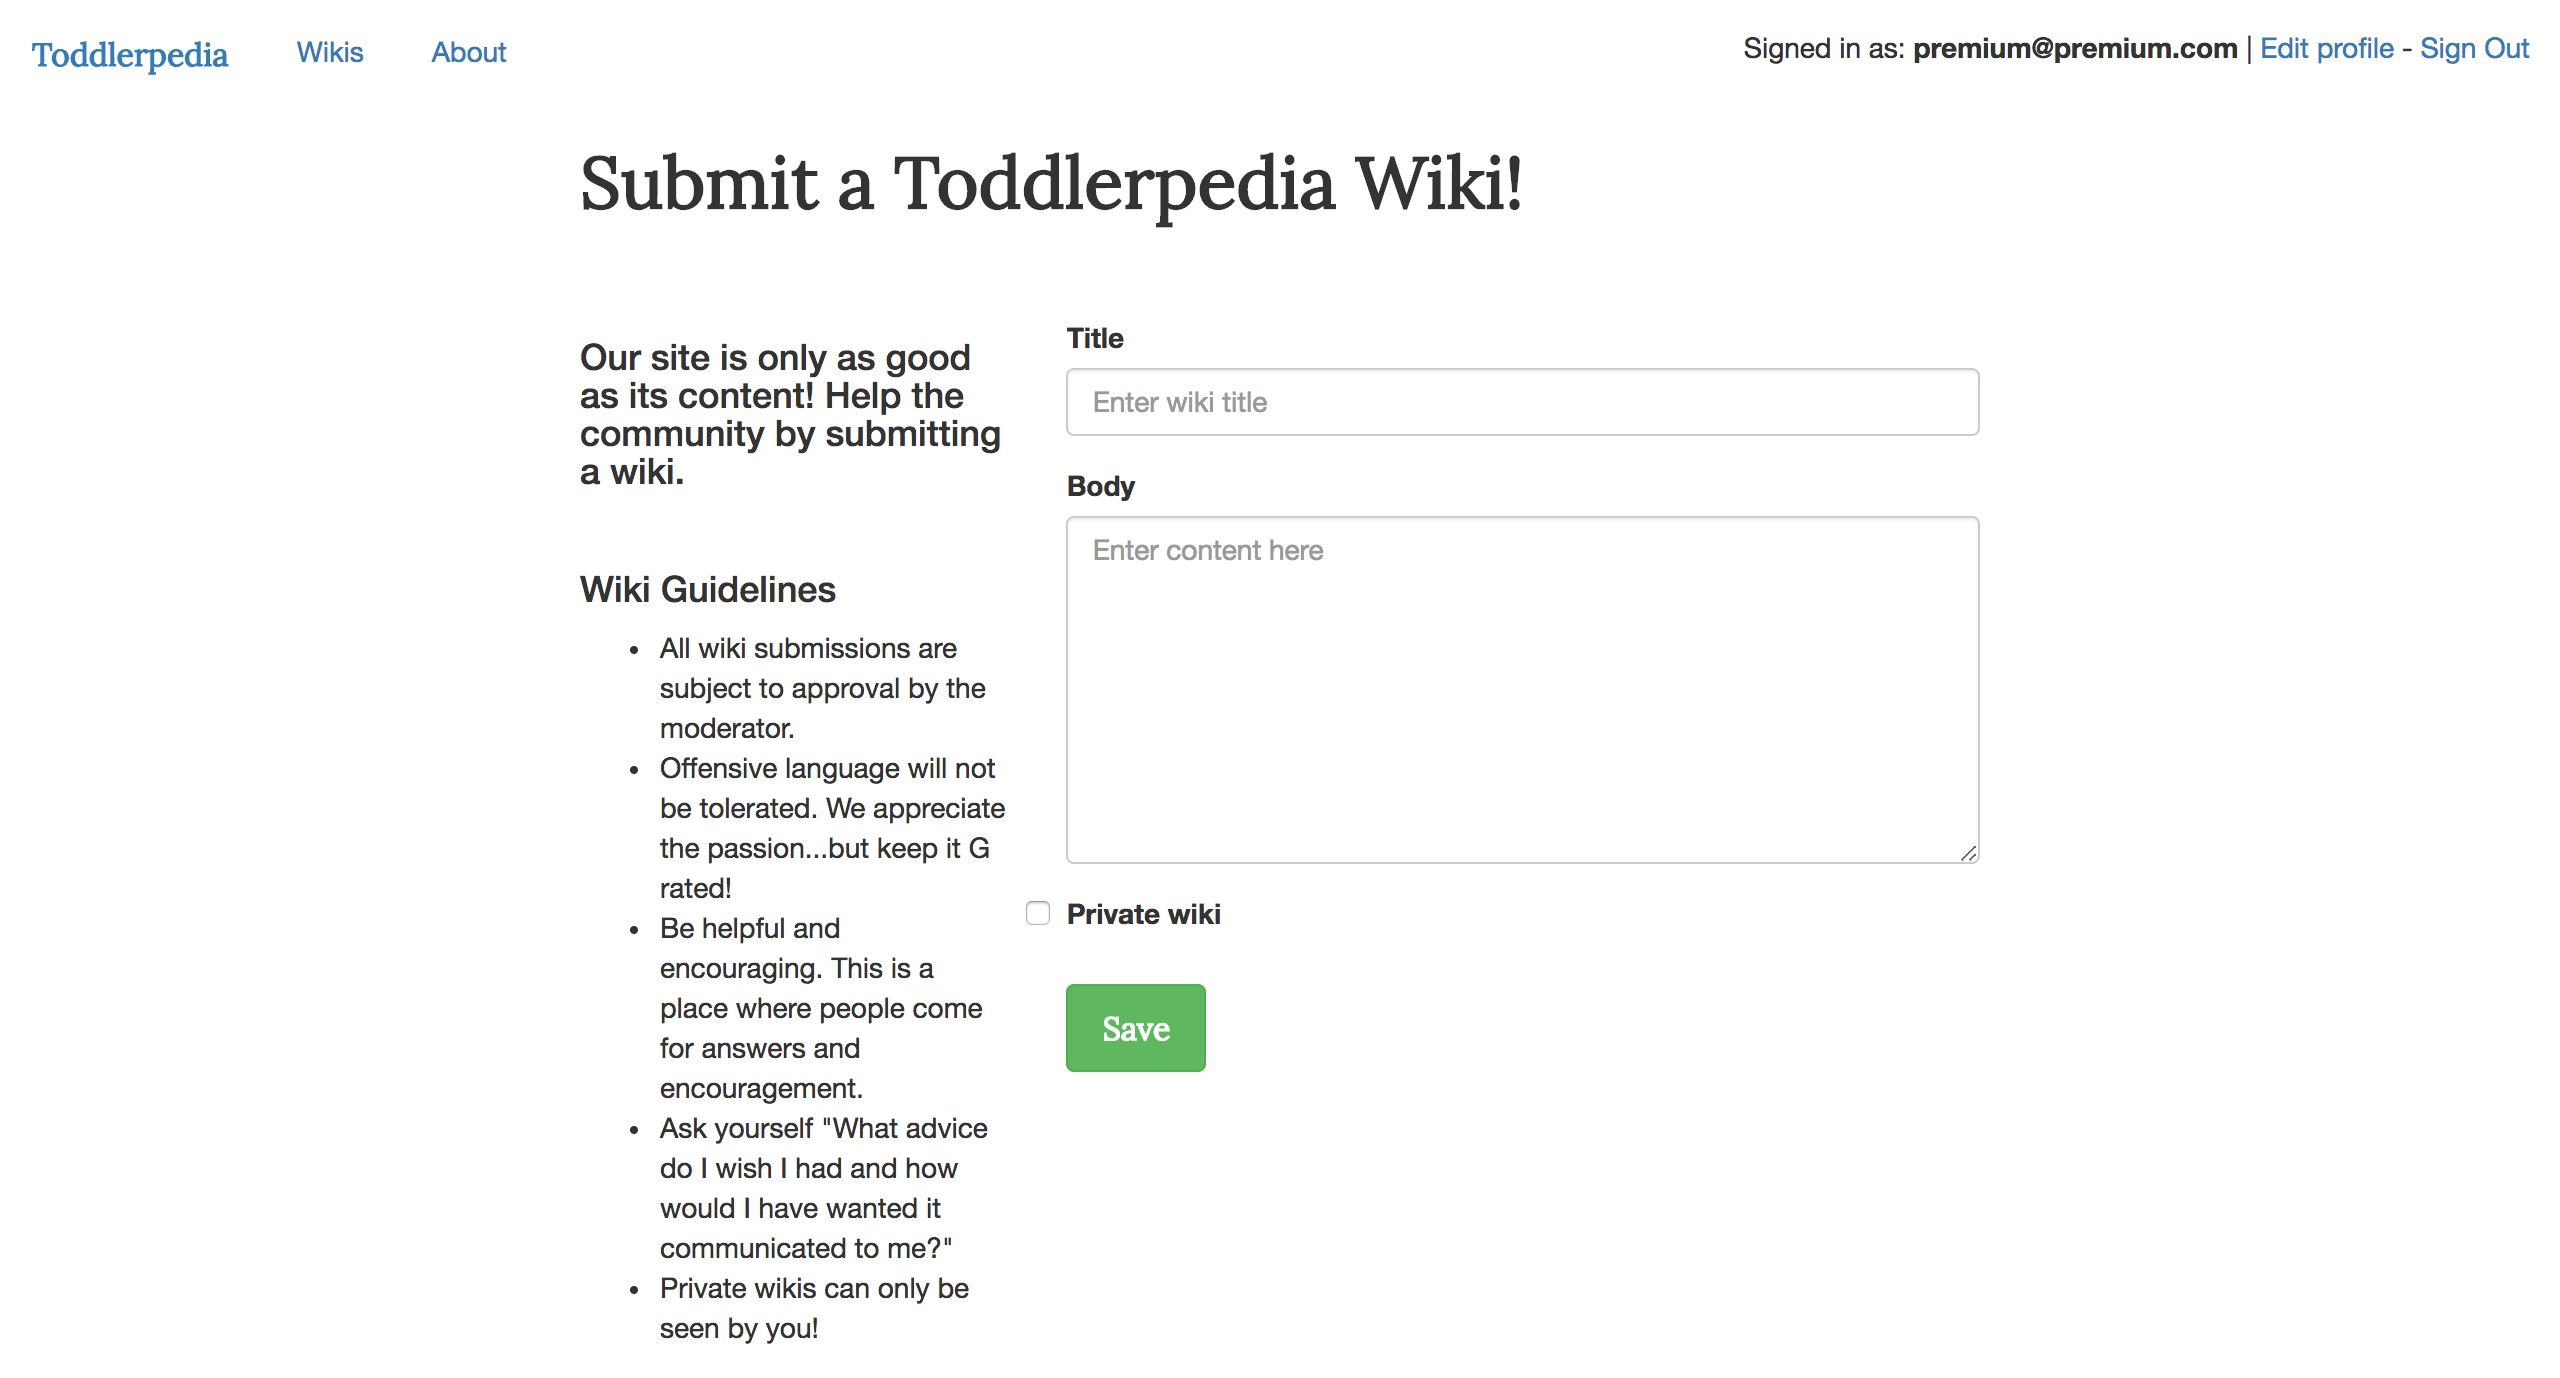 Toddlerpedia Wikis About Signed in as: premium@premium.com | Edit profile - Sign Out
Submit a Toddlerpedia Wiki!
Our site is only as good
as its content! Help the
community by submitting
a wiki.
Wiki Guidelines
• All wiki submissions are
subject to approval by the
moderator.
• Offensive language will not
be tolerated. We appreciate
the passion...but keep it G
rated!
• Be helpful and
encouraging. This is a
place where people come
for answers and
encouragement.
• Ask yourself "What advice
do I wish I had and how
would I have wanted it
communicated to me?"
• Private wikis can only be
seen by you!
Title
Enter wiki title
Body
Enter content here
Private wiki
Save